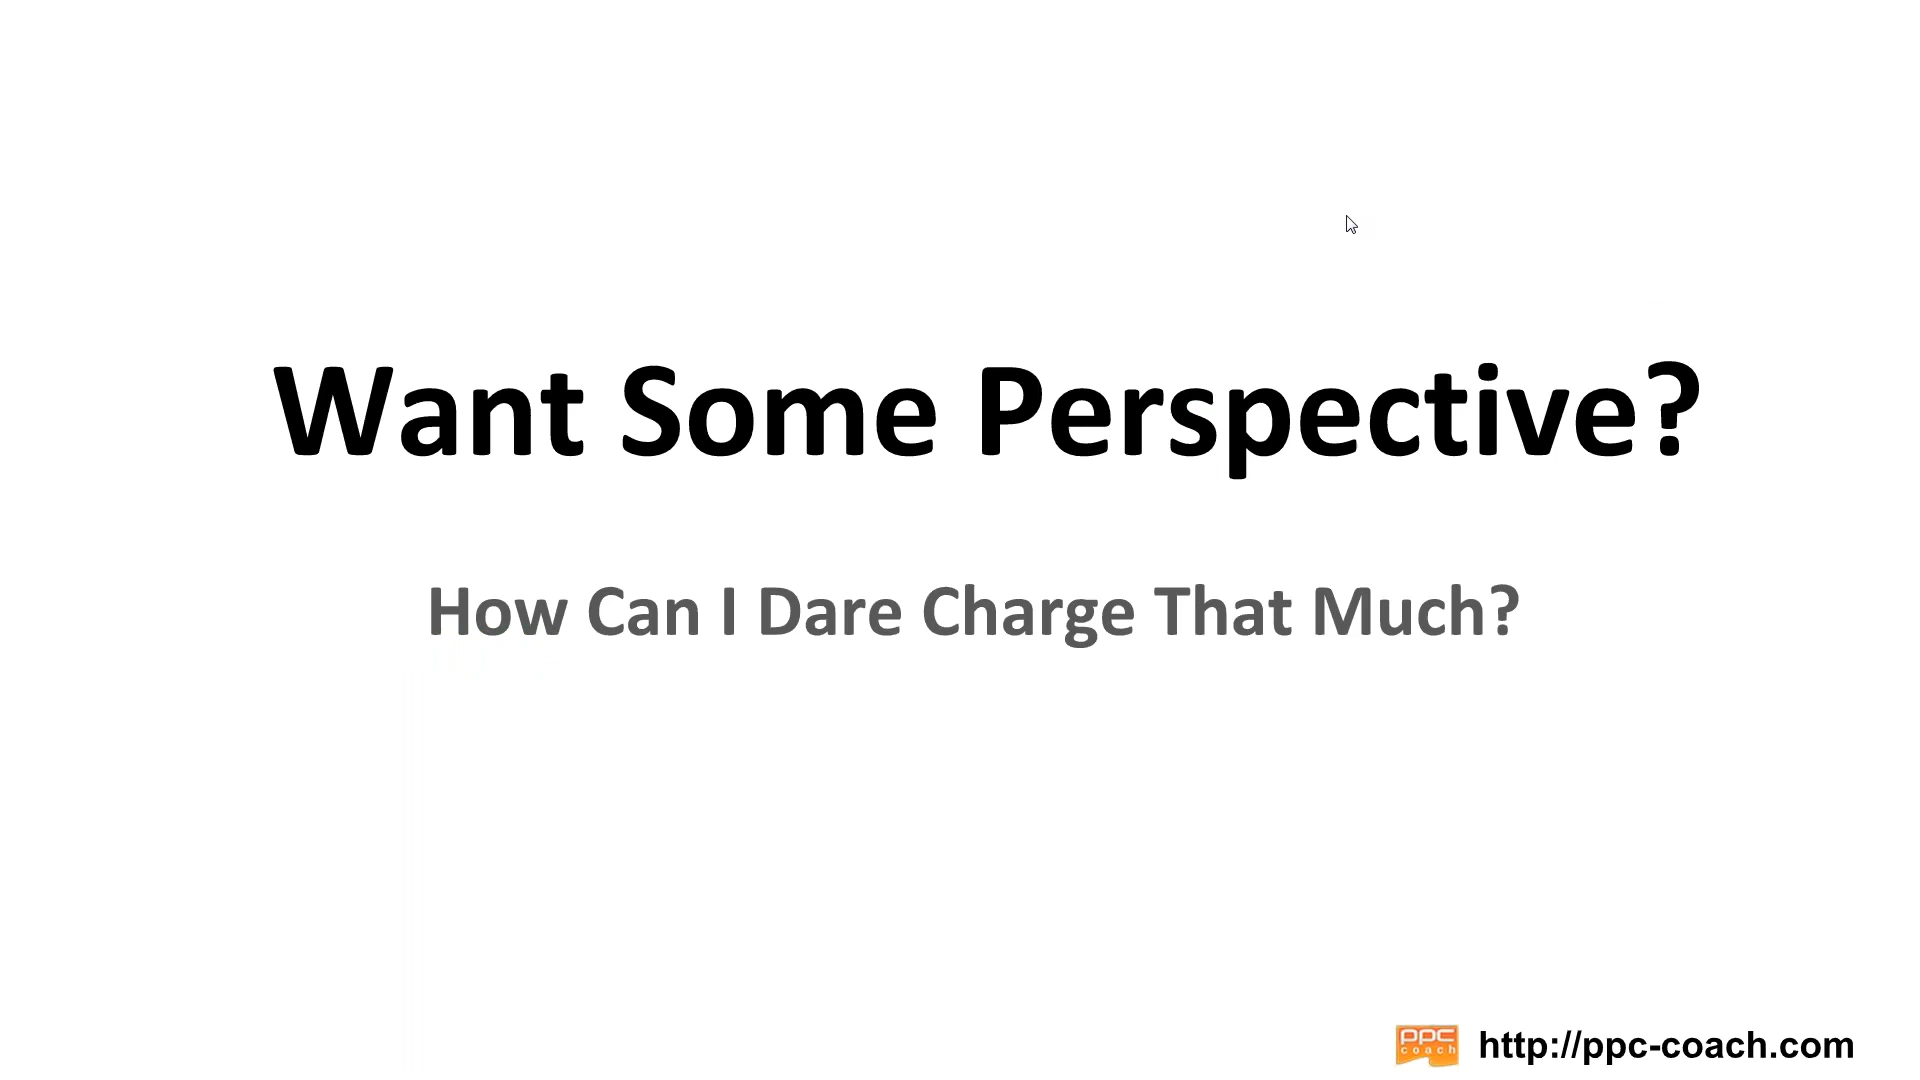 Want Some Perspective?
How Can I Dare Charge That Much?
ppc
coach
http://ppc-coach.com